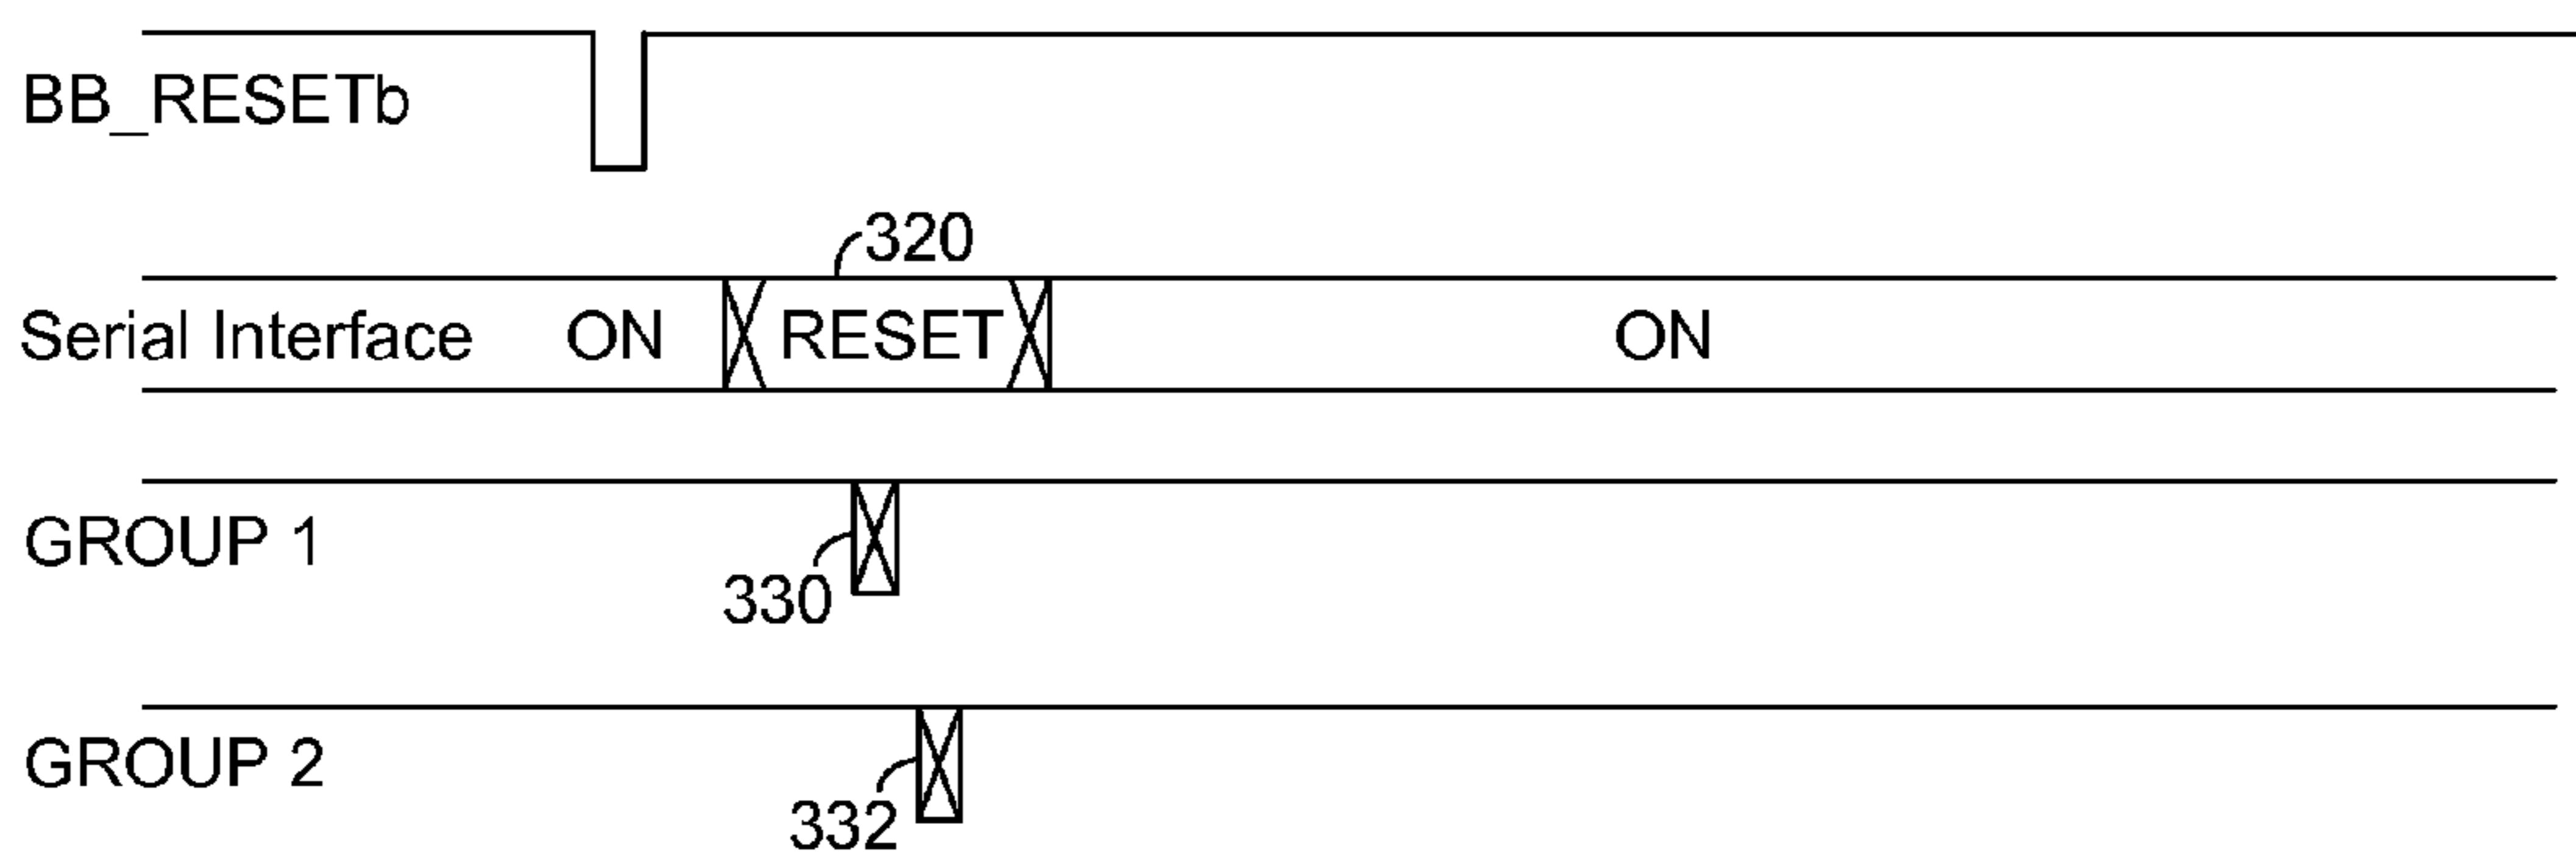 BB_RESETb
320
Serial Interface ON RESET ON
GROUP 1
330
GROUP 2
332